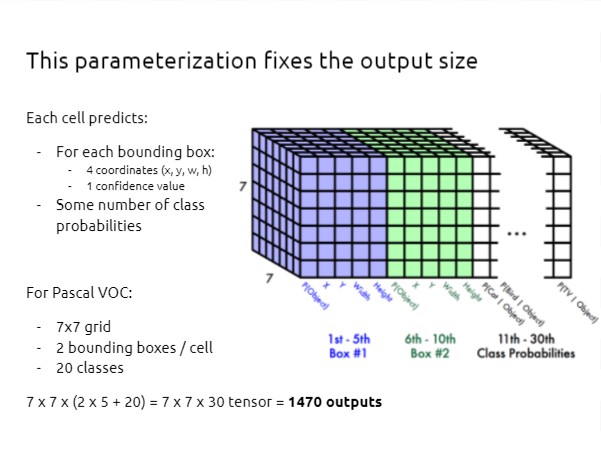 This parameterization fixes the output size
Each cell predicts:
- For each bounding box:
- 4 coordinates (x, y, w, h)
- 1 confidence value
- Some number of class
probabilities
For Pascal VOC:
- 7x7 grid
- 2 bounding boxes / cell
- 20 classes
7 x 7 x (2 x 5 + 20) = 7 x 7 x 30 tensor = 1470 outputs
7
7
P(Object)
X
Y
Width
Height
P(Object)
X
Y
Width
Height
P(Cat | Object)
P(Bird | Object)
...
P(TV | Object)
1st - 5th
Box #1
6th - 10th
Box #2
11th - 30th
Class Probabilities